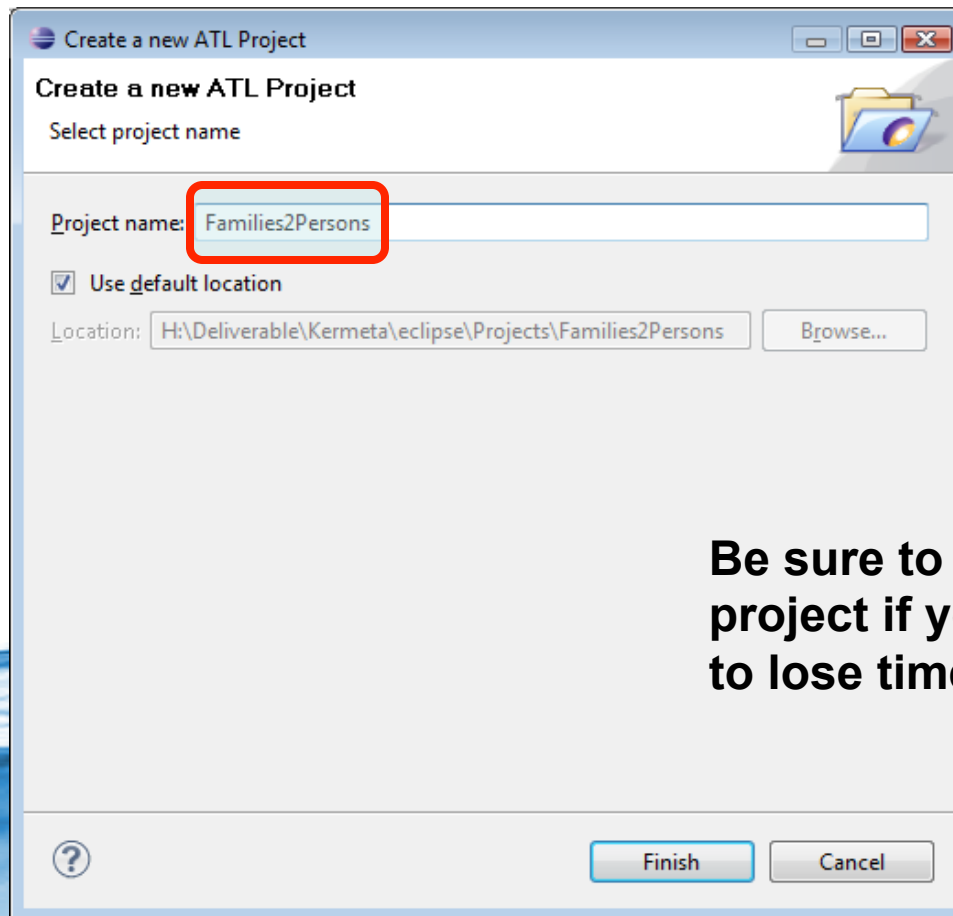 Create a new ATL Project
Create a new ATL Project
Select project name
Project name: Families2Persons
Use default location
Location: H:\Deliverable\Kermeta\eclipse\Projects\Families2Persons Browse...
Be sure to
project if
to lose
? Finish Cancel